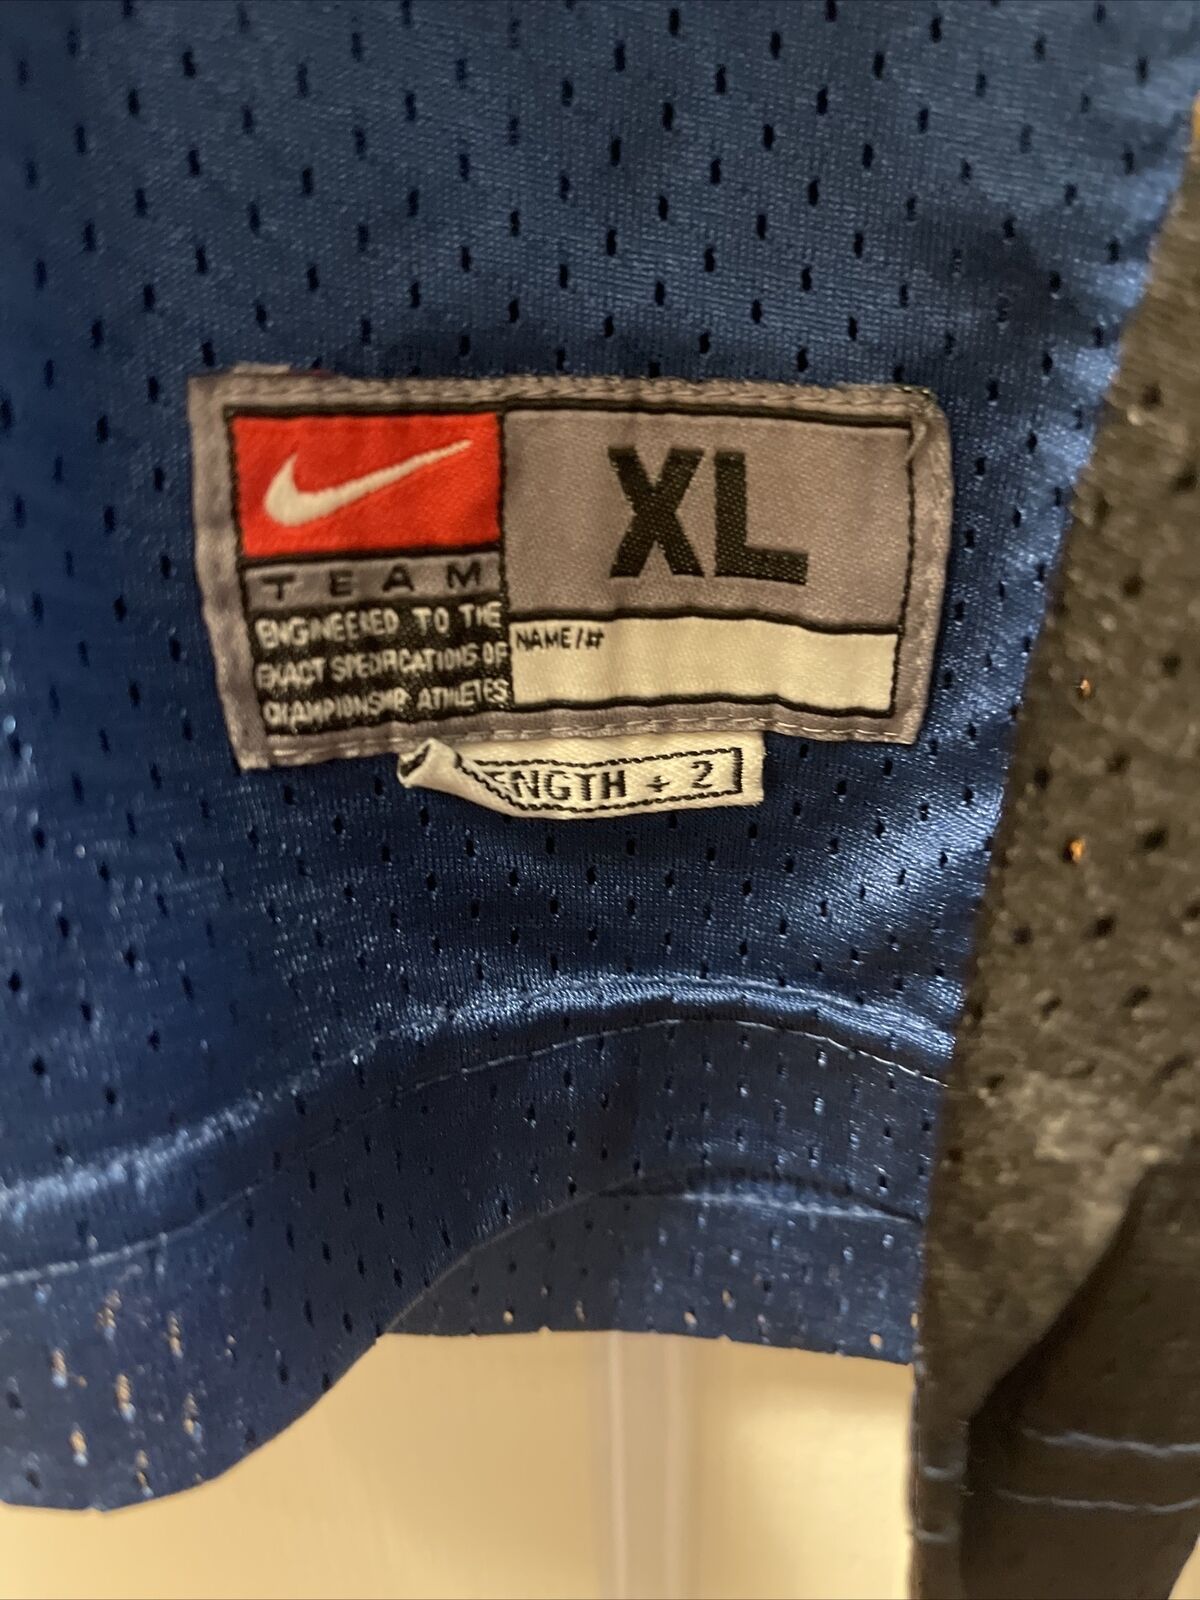 XL
TEAM
ENGINEERED TO THE
EXACT SPECIFICATIONS OF
CHAMPIONSHIP ATHLETES
NAME/#
ENGTH + 2